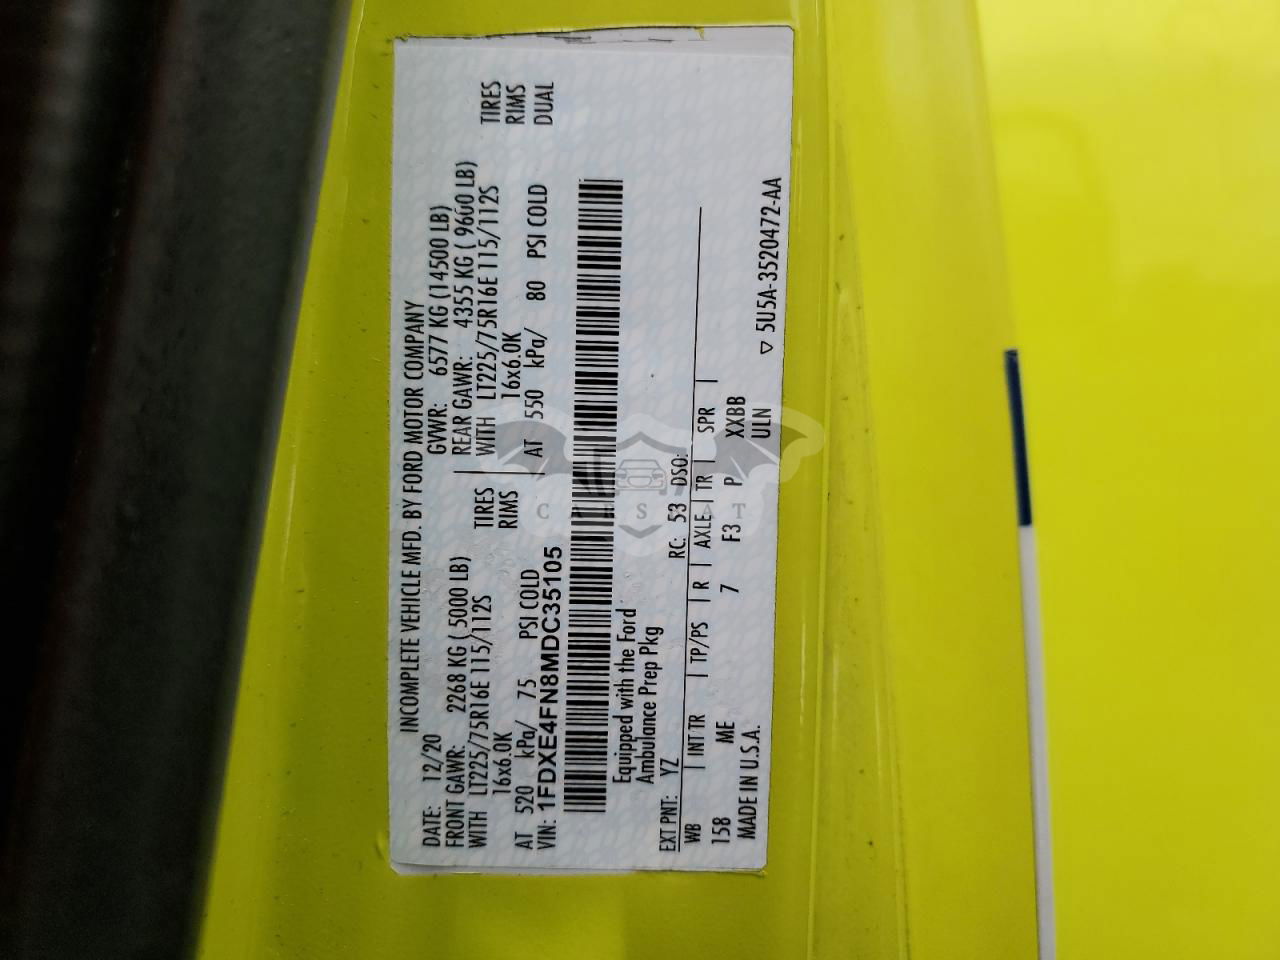 INCOMPLETE VEHICLE MFD. BY FORD MOTOR COMPANY
DATE: 12/20 GVWR: 6577 KG (14500 LB)
FRONT GAWR: 2268 KG ( 5000 LB) REAR GAWR: 4355 KG ( 9600 LB)
WITH LT225/75R16E 115/112S TIRES WITH LT225/75R16E 115/112S TIRES
16x6.0K RIMS 16x6.0K RIMS
AT 520 kPa/ 75 PSI COLD AT 550 kPa/ 80 PSI COLD DUAL
VIN: 1FDXE4FN8MDC35105
Equipped with the Ford
Ambulance Prep Pkg
EXT PNT: YZ RC: 53 DSO:
WB | INT TR | TP/PS | R | AXLE | TR | SPR |
158 ME 7 F3 P XXBB
MADE IN U.S.A. ULN
▽ 5U5A-3520472-AA